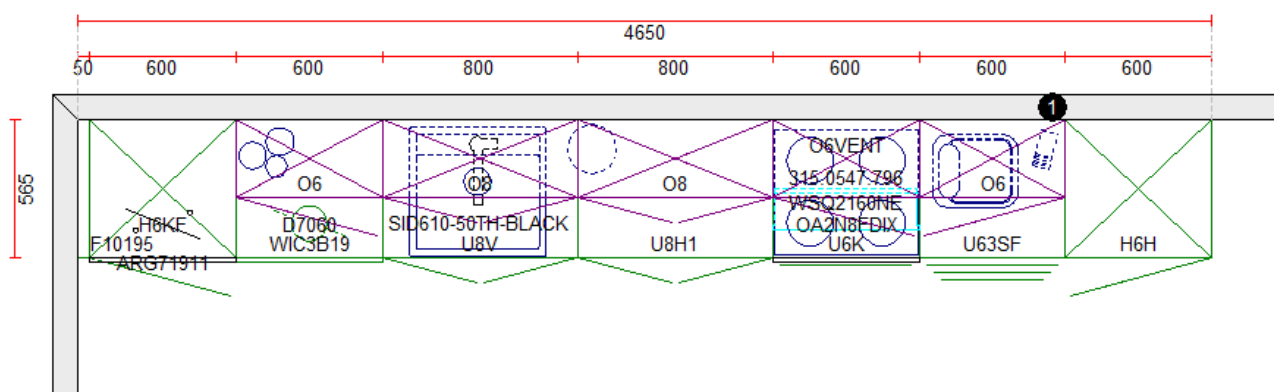 4650
50 600 600 800 800 600 600 600
1
565
O6VENT
315.0547.796
O6 O8 O8 O6
WSQ2160NE
H6KF D7060 SID610-50TH-BLACK OA2N8FDIX
F10195 WIC3B19 U8V U8H1 U6K U63SF H6H
ARG71911